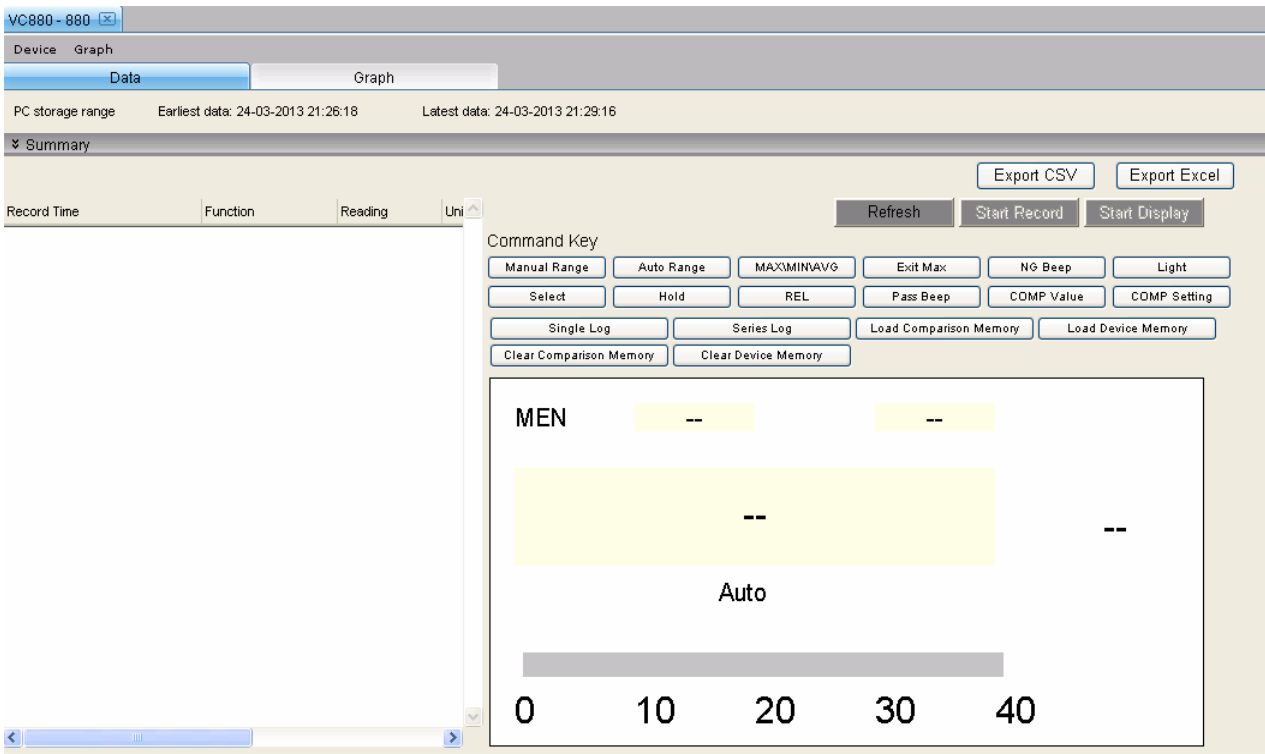 VC880 - 880
Device Graph
Data Graph
PC storage range Earliest data: 24-03-2013 21:26:18 Latest data: 24-03-2013 21:29:16
Summary
Export CSV Export Excel
Record Time Function Reading Uni
Refresh Start Record Start Display
Command Key
Manual Range Auto Range MAX\MIN\AVG Exit Max NG Beep Light
Select Hold REL Pass Beep COMP Value COMP Setting
Single Log Series Log Load Comparison Memory Load Device Memory
Clear Comparison Memory Clear Device Memory
MEN -- --
-- --
Auto
0 10 20 30 40